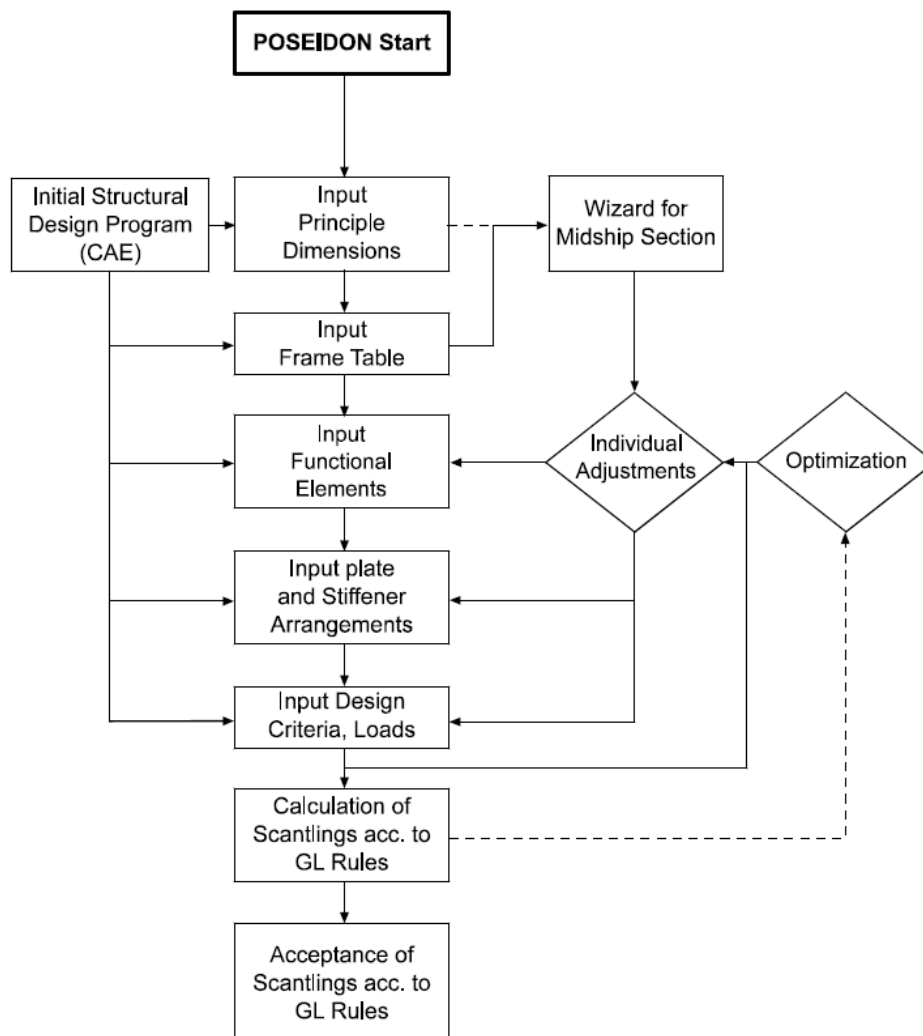 POSEIDON Start
Initial Structural
Design Program
(CAE)
Input
Principle
Dimensions
Wizard for
Midship Section
Input
Frame Table
Input
Functional
Elements
Individual
Adjustments
Optimization
Input plate
and Stiffener
Arrangements
Input Design
Criteria, Loads
Calculation of
Scantlings acc. to
GL Rules
Acceptance of
Scantlings acc. to
GL Rules